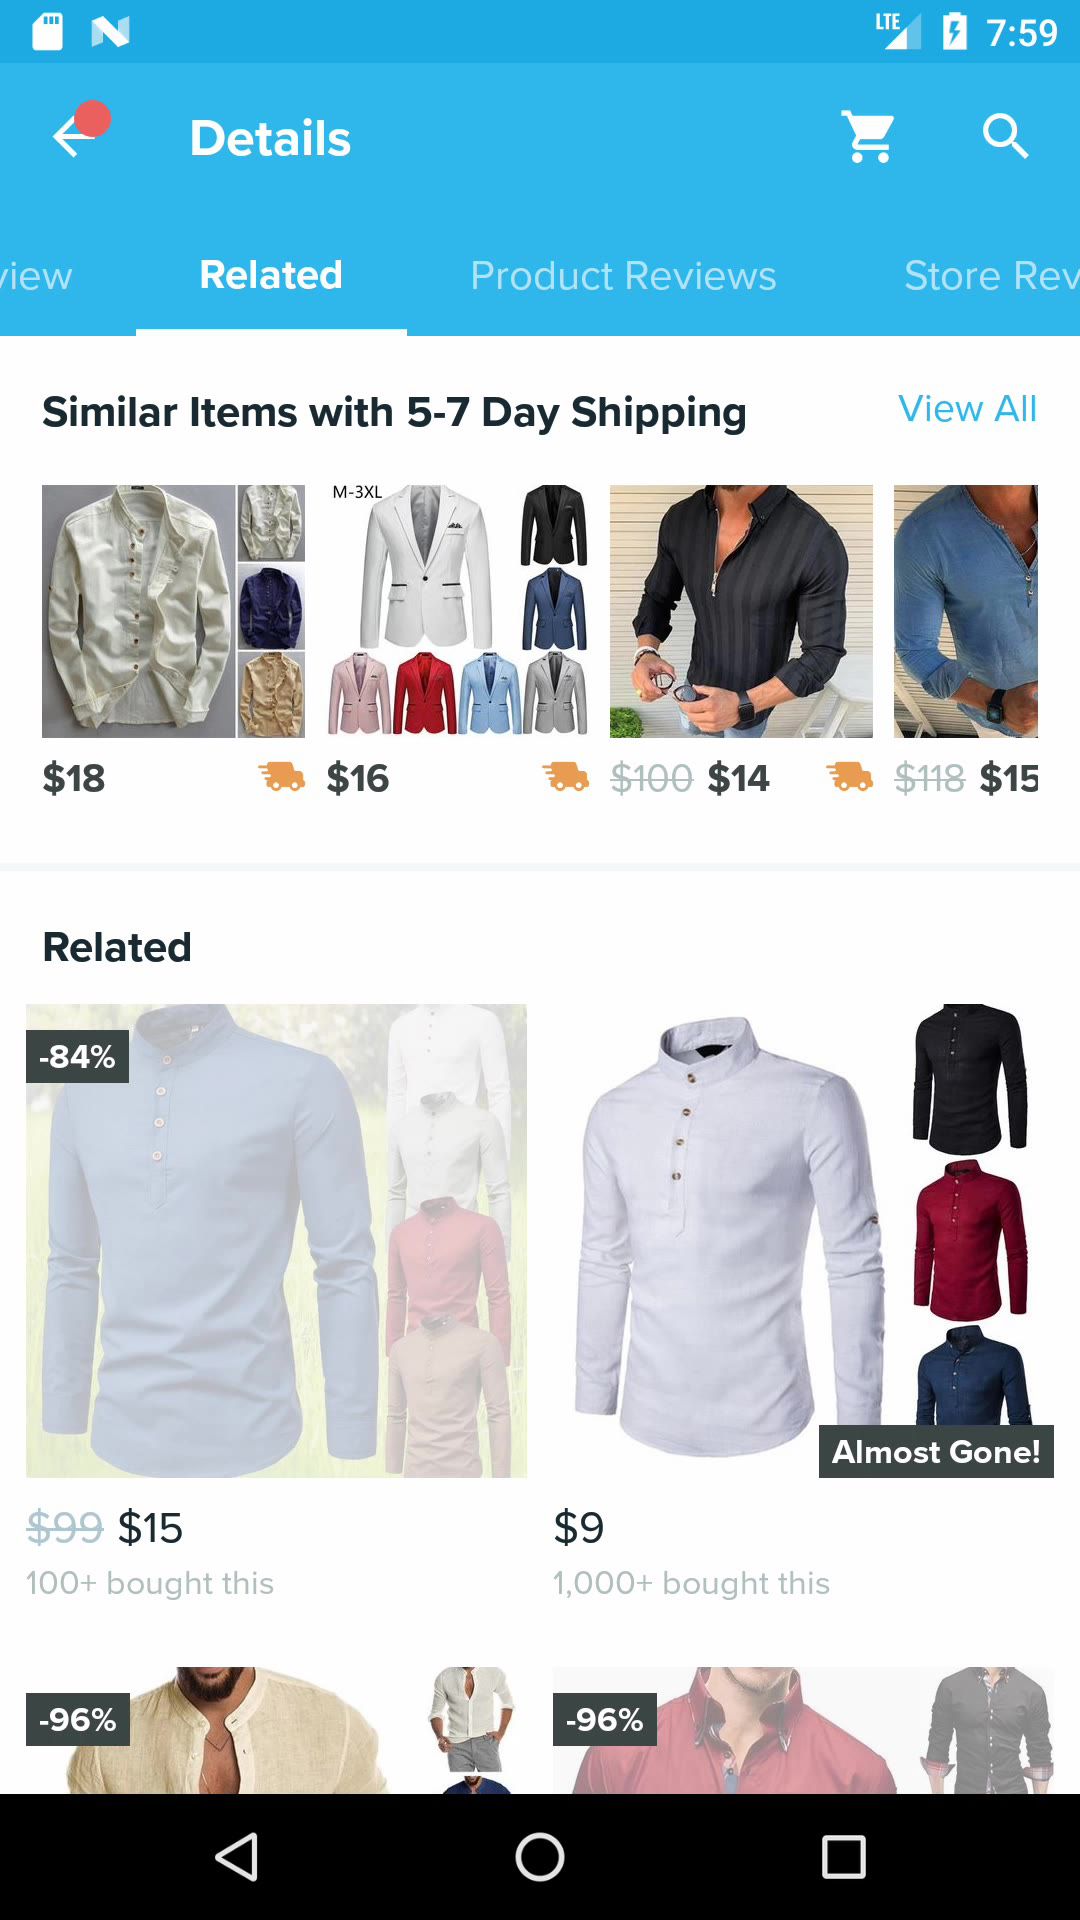 LTE 7:59
Details
view Related Product Reviews Store Rev
Similar Items with 5-7 Day Shipping View All
M-3XL
$18 $16 $100 $14 $118 $15
Related
-84%
Almost Gone!
$99 $15 $9
100+ bought this 1,000+ bought this
-96% -96%